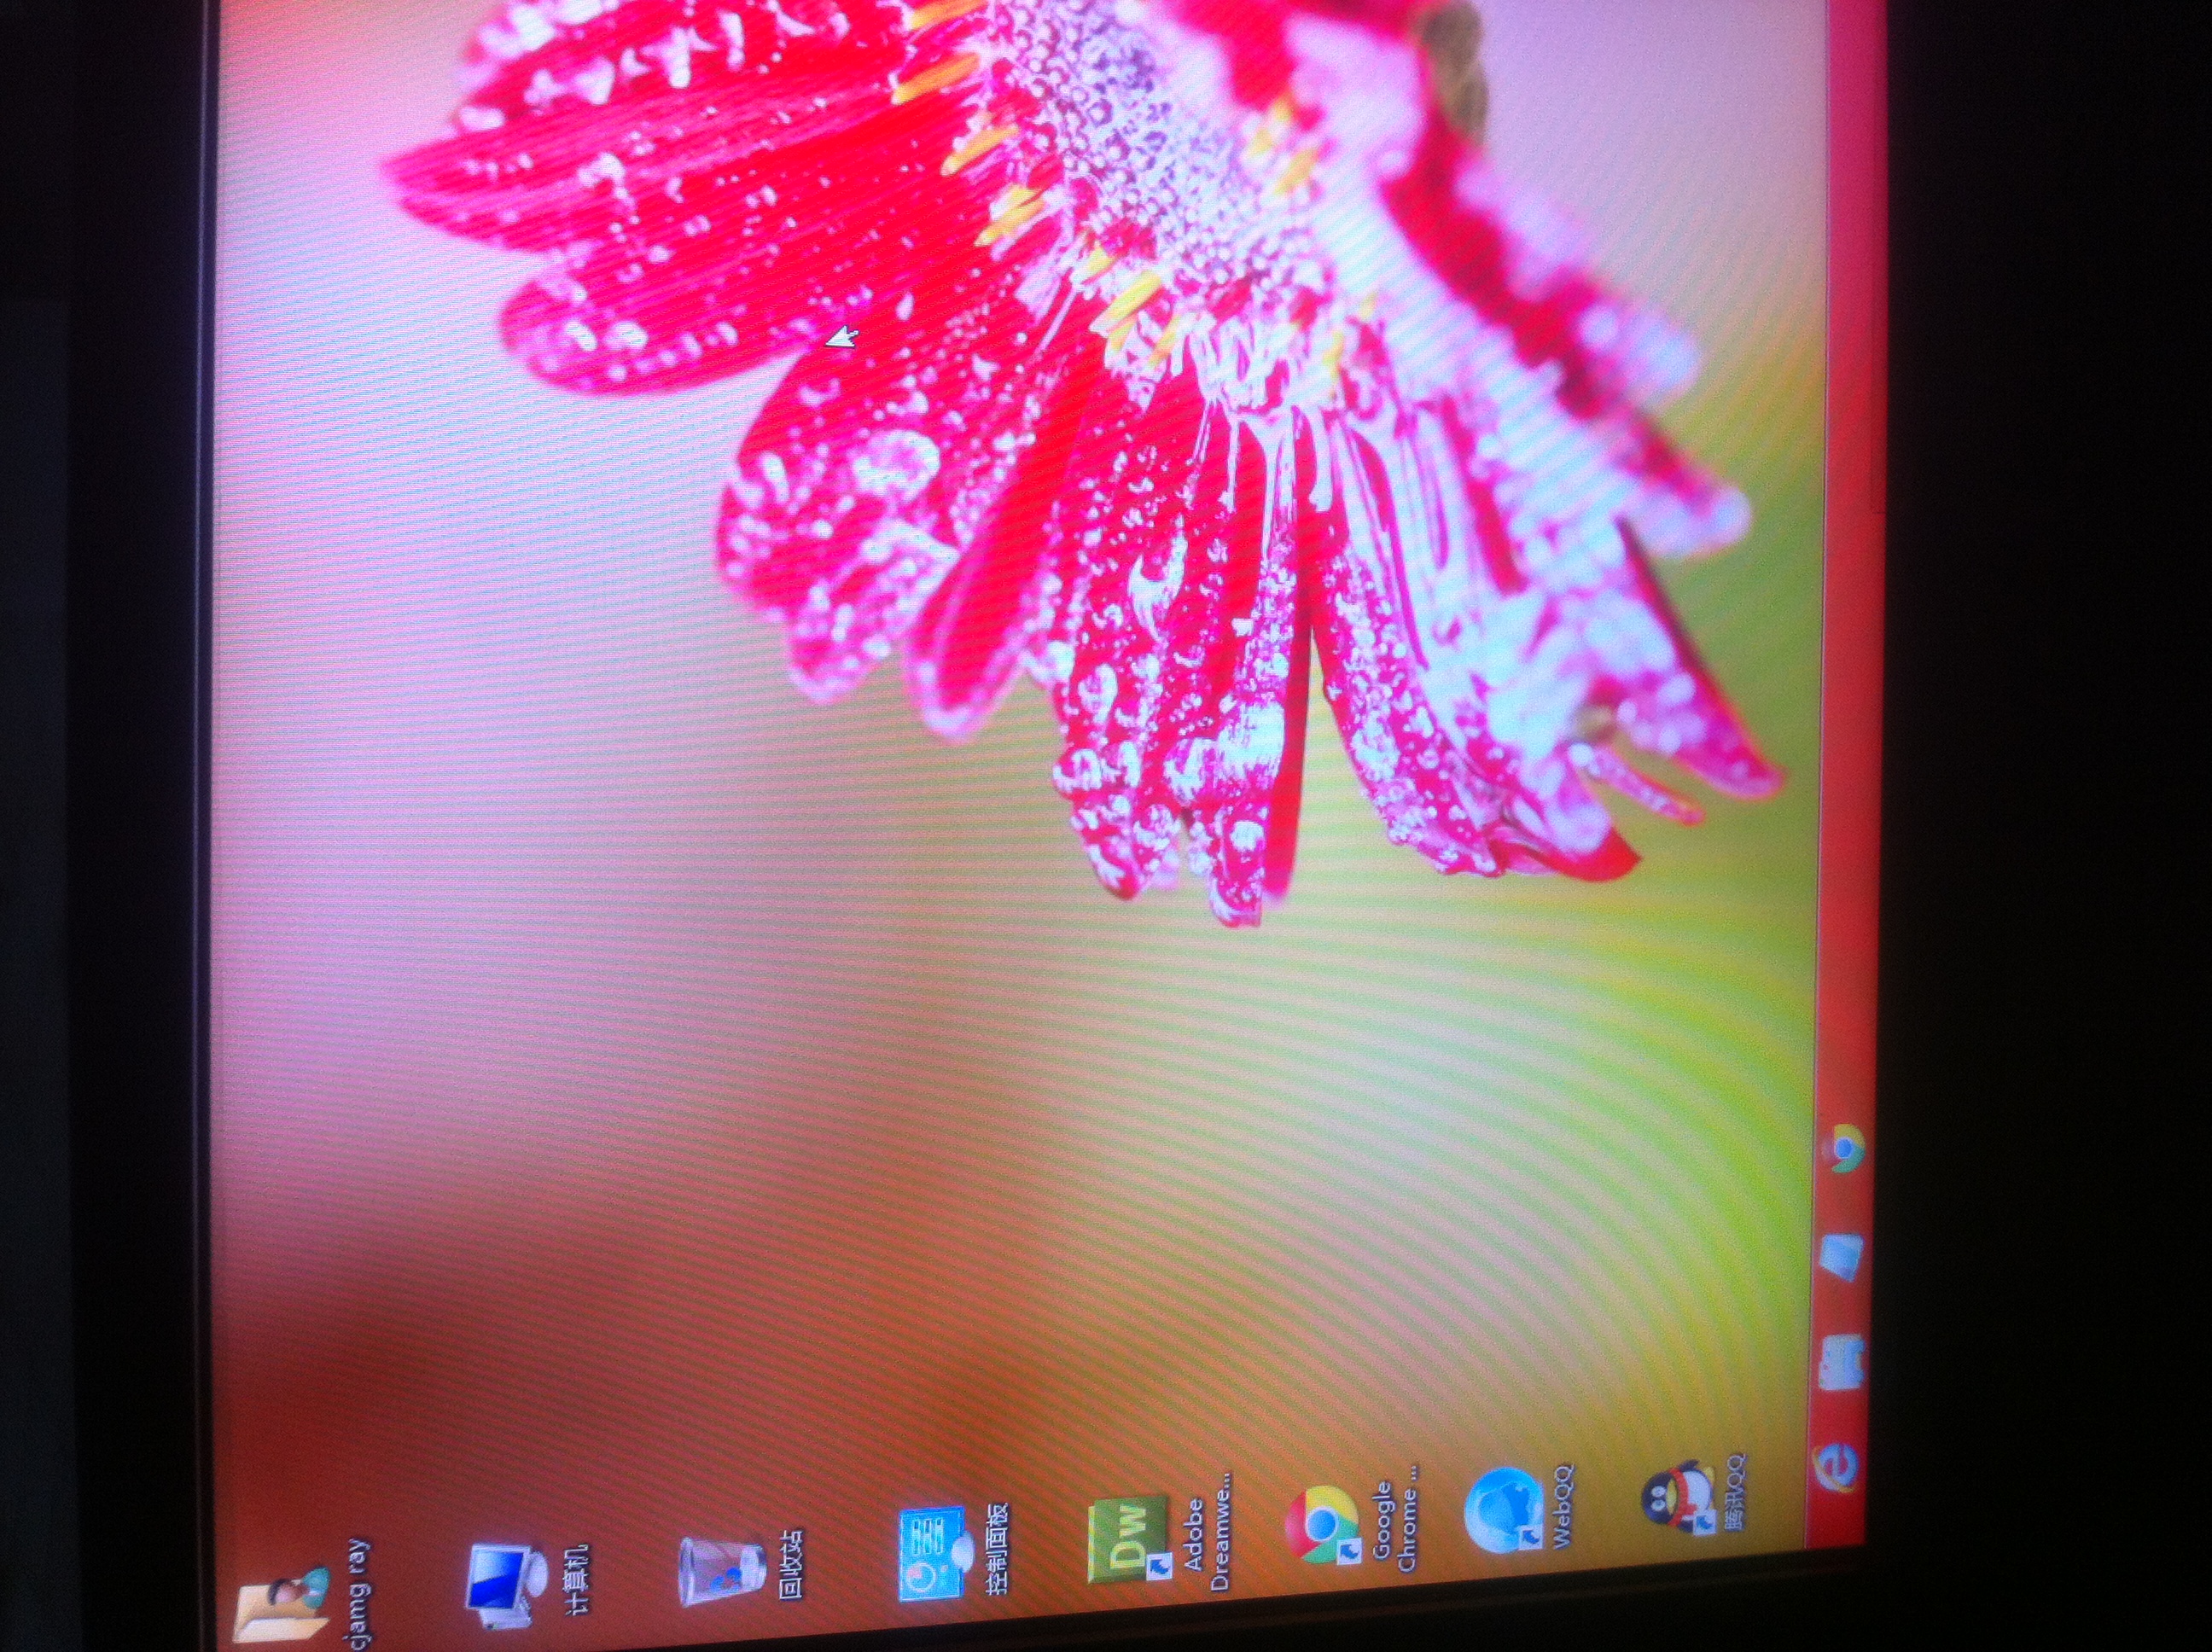 cjamg ray
计算机
回收站
控制面板
Dw
Adobe
Dreamwe...
Google
Chrome ...
WebQQ
腾讯QQ